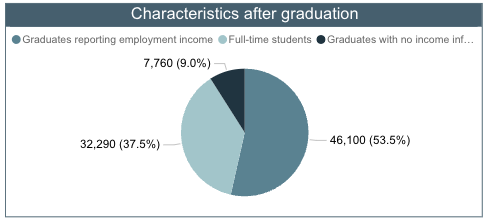 Characteristics after graduation
Graduates reporting employment income Full-time students Graduates with no income inf…
7,760 (9.0%)
32,290 (37.5%)
46,100 (53.5%)